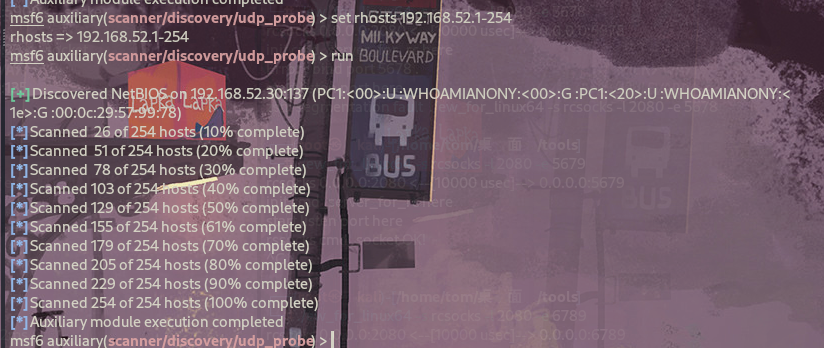 [*] Auxiliary module execution completed
msf6 auxiliary(scanner/discovery/udp_probe) > set rhosts 192.168.52.1-254
rhosts => 192.168.52.1-254
msf6 auxiliary(scanner/discovery/udp_probe) > run
[+] Discovered NetBIOS on 192.168.52.30:137 (PC1:<00>:U :WHOAMIANONY:<00>:G :PC1:<20>:U :WHOAMIANONY:<
1e>:G :00:0c:29:57:99:78)
[*] Scanned 26 of 254 hosts (10% complete)
[*] Scanned 51 of 254 hosts (20% complete)
[*] Scanned 78 of 254 hosts (30% complete)
[*] Scanned 103 of 254 hosts (40% complete)
[*] Scanned 129 of 254 hosts (50% complete)
[*] Scanned 155 of 254 hosts (61% complete)
[*] Scanned 179 of 254 hosts (70% complete)
[*] Scanned 205 of 254 hosts (80% complete)
[*] Scanned 229 of 254 hosts (90% complete)
[*] Scanned 254 of 254 hosts (100% complete)
[*] Auxiliary module execution completed
msf6 auxiliary(scanner/discovery/udp_probe) >
MILKYWAY
BOULEVARD
BUS
LAPKA LAPKA